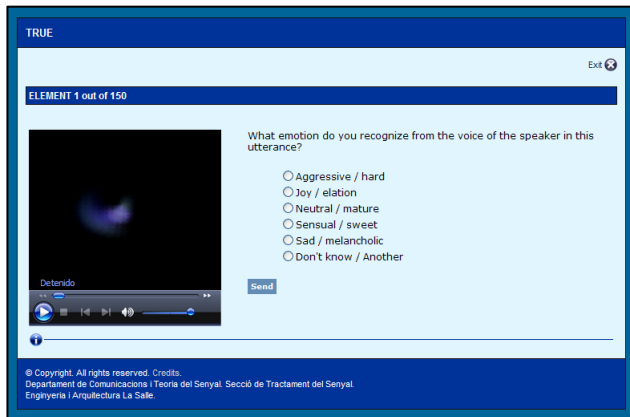 TRUE
Exit
ELEMENT 1 out of 150
What emotion do you recognize from the voice of the speaker in this
utterance?
Aggressive / hard
Joy / elation
Neutral / mature
Sensual / sweet
Sad / melancholic
Don't know / Another
Detenido
Send
© Copyright. All rights reserved. Credits.
Departament de Comunicacions i Teoria del Senyal. Secció de Tractament del Senyal.
Enginyeria i Arquitectura La Salle.